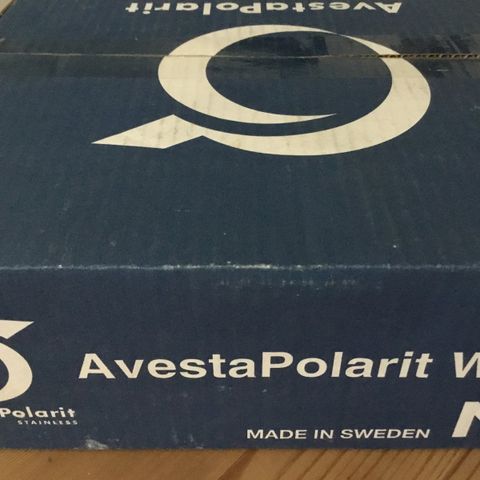 AvestaPolarit
AvestaPolarit
Polarit
STAINLESS
MADE IN SWEDEN